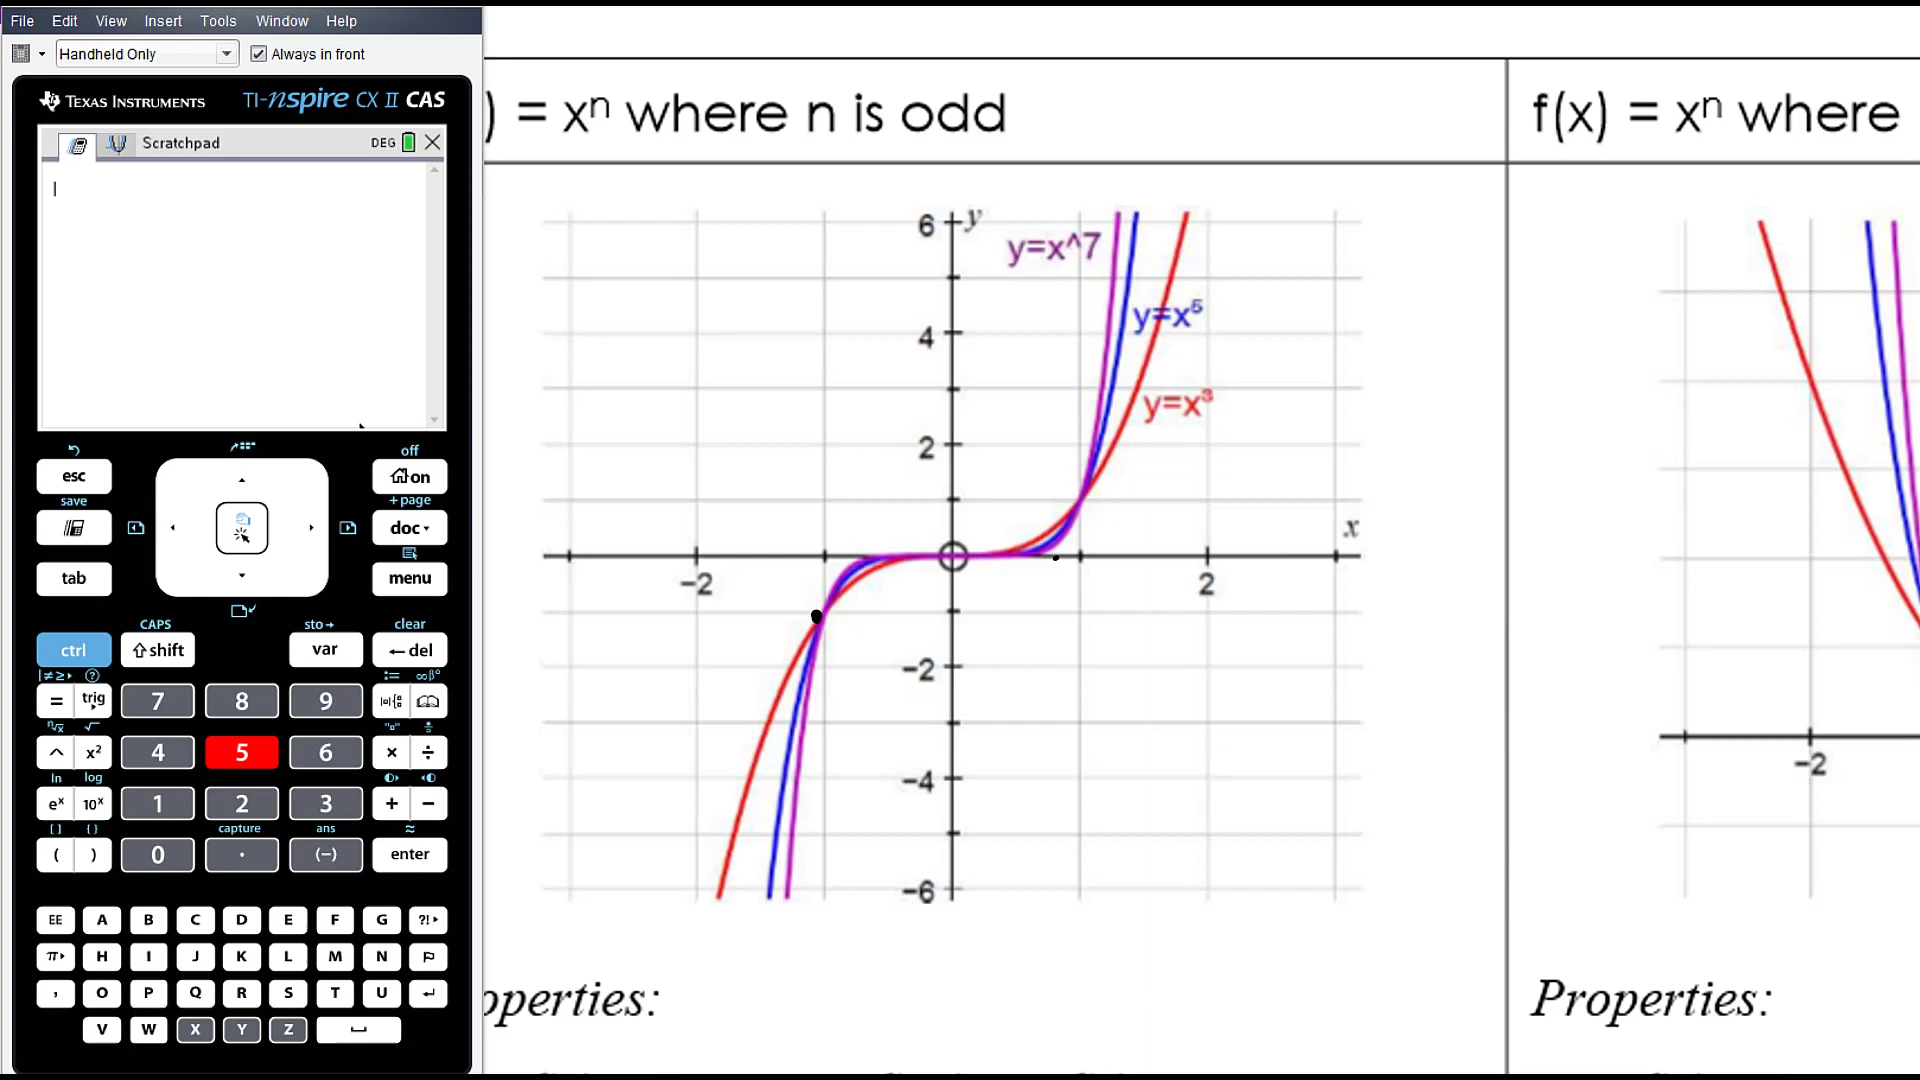 File Edit View Insert Tools Window Help
Handheld Only
Always in front
TEXAS INSTRUMENTS TI-nspire CX II CAS
Scratchpad DEG
off
esc on
save + page
doc
tab menu
CAPS sto→ clear
ctrl ⇧shift var ←del
|≠≥▸ ? := ∞β°
= trig 7 8 9
ⁿ√x √ "▫"
^ x² 4 5 6 × ÷
ln log
eˣ 10ˣ 1 2 3 + −
[ ] { } capture ans ≈
( ) 0 . (−) enter
EE A B C D E F G ?!▸
π▸ H I J K L M N
, O P Q R S T U ↵
V W X Y Z
) = xⁿ where n is odd
6 y
y=x^7
y=x⁵
4
y=x³
2
x
−2 2
−2
−4
−6
operties:
f(x) = xⁿ where
−2
Properties: